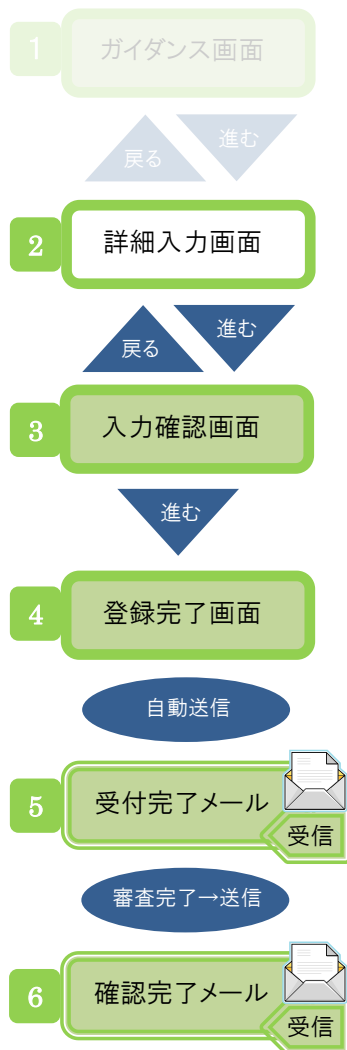 1
ガイダンス画面
戻る
進む
2
詳細入力画面
戻る
進む
3
入力確認画面
進む
4
登録完了画面
自動送信
5
受付完了メール
受信
審査完了→送信
6
確認完了メール
受信